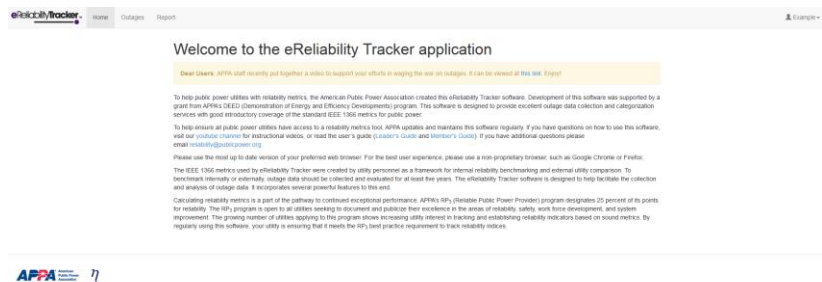 eReliabilityTracker Home Outages Report Example
Welcome to the eReliability Tracker application
Dear Users: APPA staff recently put together a video to support your efforts in waging the war on outages. It can be viewed at this link. Enjoy!
To help public power utilities with reliability metrics, the American Public Power Association created this eReliability Tracker software. Development of this software was supported by a
grant from APPA's DEED (Demonstration of Energy and Efficiency Developments) program. This software is designed to provide excellent outage data collection and categorization
services with good introductory coverage of the standard IEEE 1366 metrics for public power.
To help ensure all public power utilities have access to a reliability metrics tool, APPA updates and maintains this software regularly. If you have questions on how to use this software,
visit our youtube channel for instructional videos, or read the user's guide (Leader's Guide and Member's Guide). If you have additional questions please
email reliability@publicpower.org.
Please use the most up to date version of your preferred web browser. For the best user experience, please use a non-proprietary browser, such as Google Chrome or Firefox.
The IEEE 1366 metrics used by eReliability Tracker were created by utility personnel as a framework for internal reliability benchmarking and external utility comparison. To
benchmark internally or externally, outage data should be collected and evaluated for at least five years. The eReliability Tracker software is designed to help facilitate the collection
and analysis of outage data. It incorporates several powerful features to this end.
Calculating reliability metrics is a part of the pathway to continued exceptional performance. APPA's RP₃ (Reliable Public Power Provider) program designates 25 percent of its points
for reliability. The RP₃ program is open to all utilities seeking to document and publicize their excellence in the areas of reliability, safety, work force development, and system
improvement. The growing number of utilities applying to this program shows increasing utility interest in tracking and establishing reliability indicators based on sound metrics. By
regularly using this software, your utility is ensuring that it meets the RP₃ best practice requirement to track reliability indices.
APPA American Public Power Association η